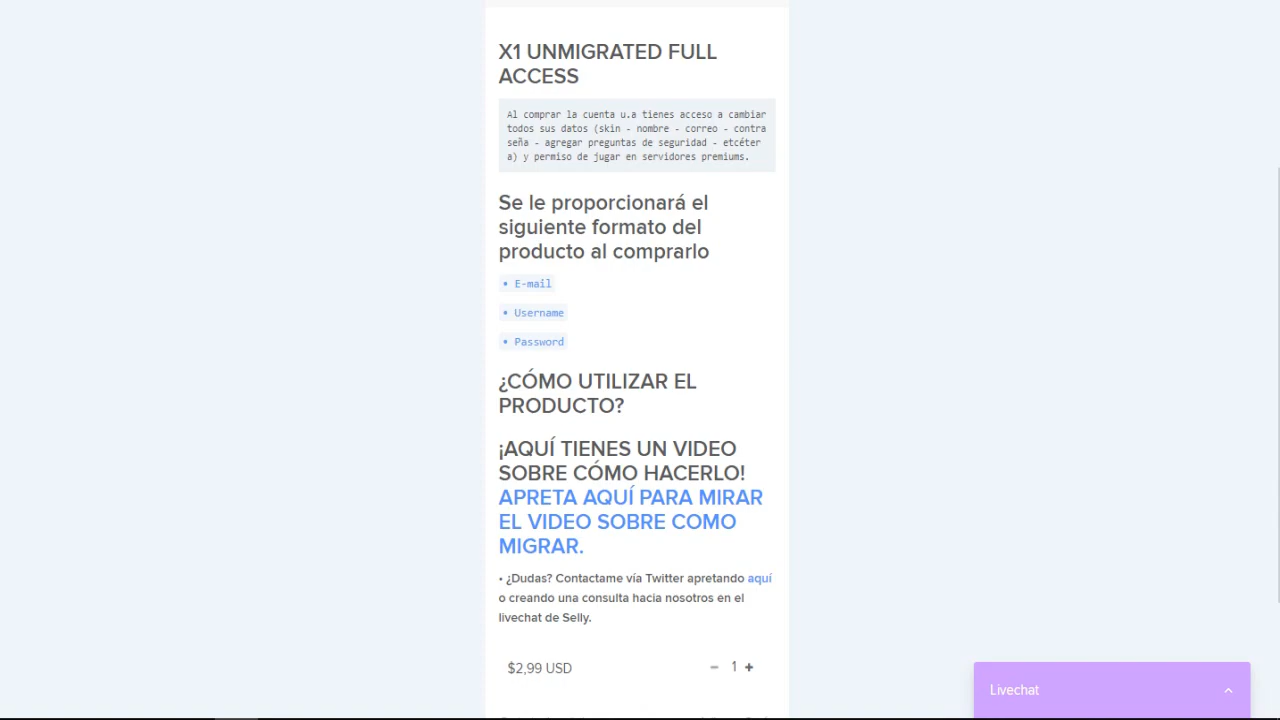 X1 UNMIGRATED FULL
ACCESS
Al comprar la cuenta u.a tienes acceso a cambiar
todos sus datos (skin - nombre - correo - contra
seña - agregar preguntas de seguridad - etcéter
a) y permiso de jugar en servidores premiums.
Se le proporcionará el
siguiente formato del
producto al comprarlo
• E-mail
• Username
• Password
¿CÓMO UTILIZAR EL
PRODUCTO?
¡AQUÍ TIENES UN VIDEO
SOBRE CÓMO HACERLO!
APRETA AQUÍ PARA MIRAR
EL VIDEO SOBRE COMO
MIGRAR.
• ¿Dudas? Contactame vía Twitter apretando aquí
o creando una consulta hacia nosotros en el
livechat de Selly.
$2,99 USD − 1 +
Livechat